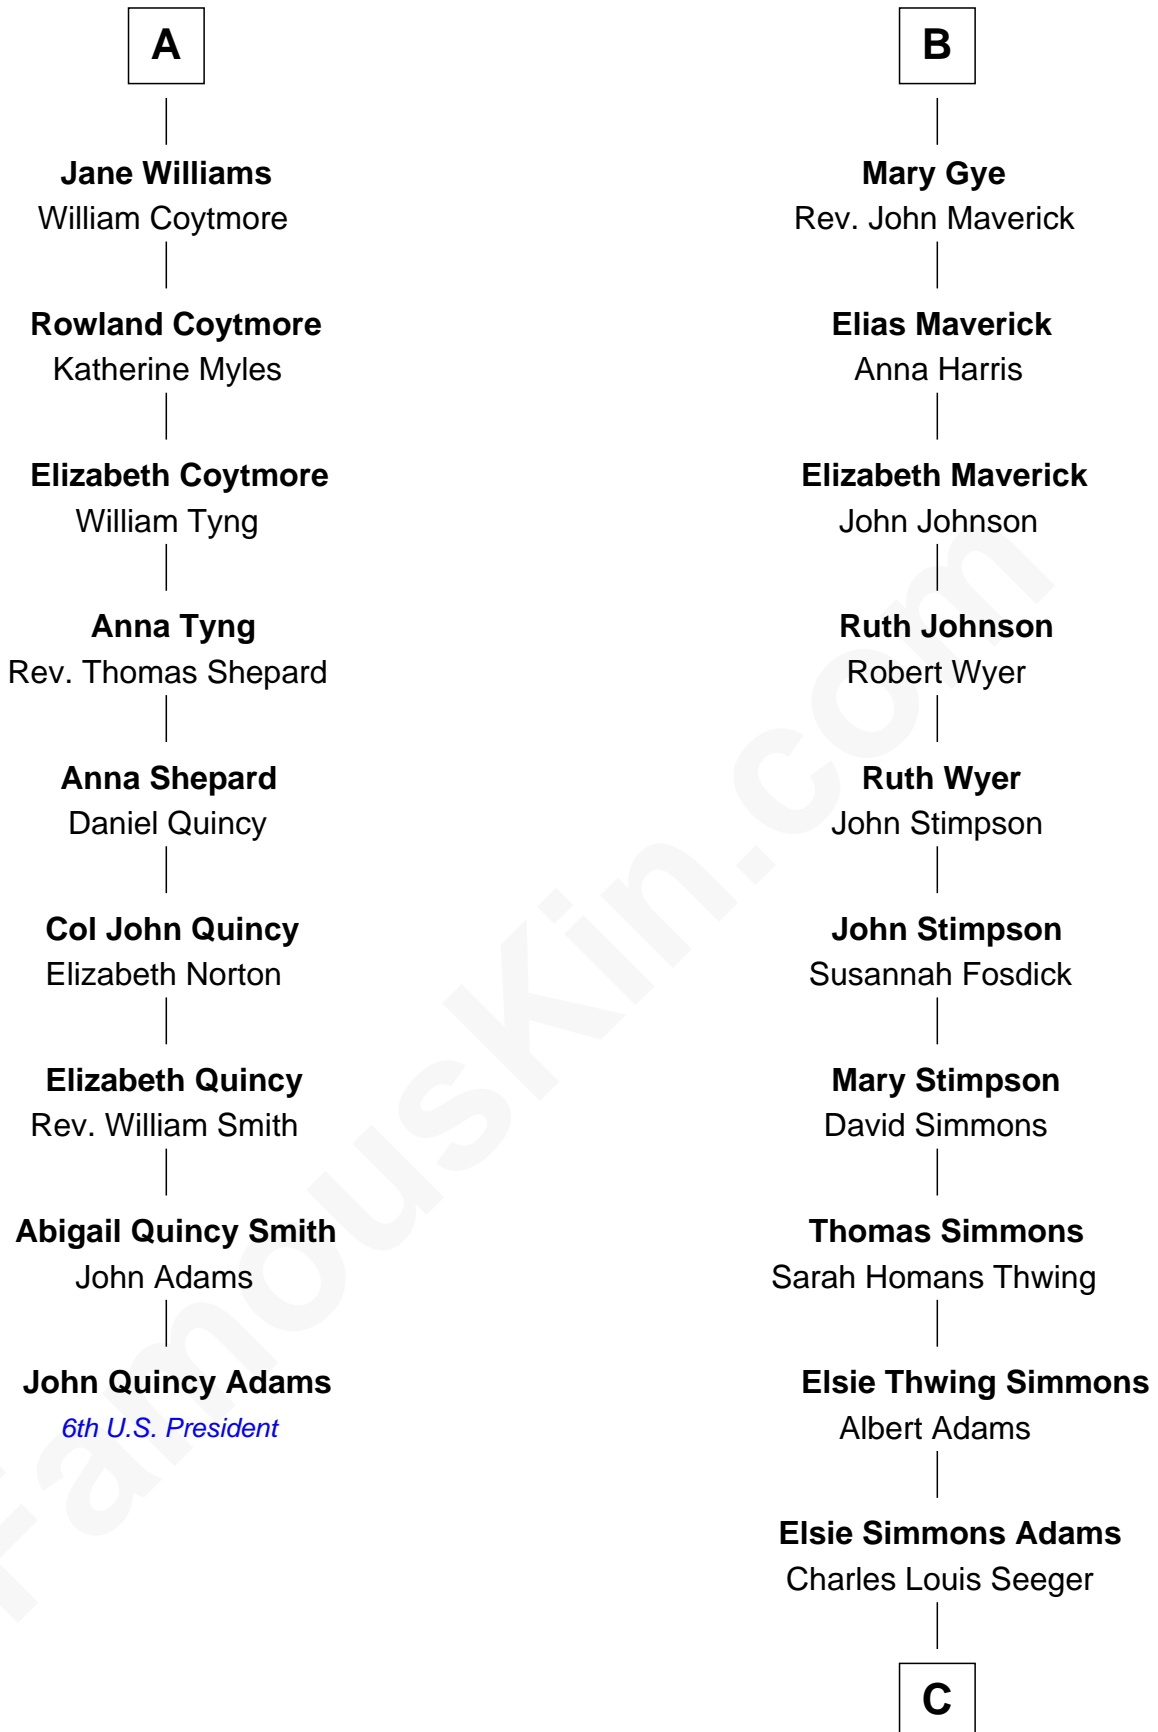 A
Jane Williams
William Coytmore
Rowland Coytmore
Katherine Myles
Elizabeth Coytmore
William Tyng
Anna Tyng
Rev. Thomas Shepard
Anna Shepard
Daniel Quincy
Col John Quincy
Elizabeth Norton
Elizabeth Quincy
Rev. William Smith
Abigail Quincy Smith
John Adams
John Quincy Adams
6th U.S. President
B
Mary Gye
Rev. John Maverick
Elias Maverick
Anna Harris
Elizabeth Maverick
John Johnson
Ruth Johnson
Robert Wyer
Ruth Wyer
John Stimpson
John Stimpson
Susannah Fosdick
Mary Stimpson
David Simmons
Thomas Simmons
Sarah Homans Thwing
Elsie Thwing Simmons
Albert Adams
Elsie Simmons Adams
Charles Louis Seeger
C
FamousKin.com